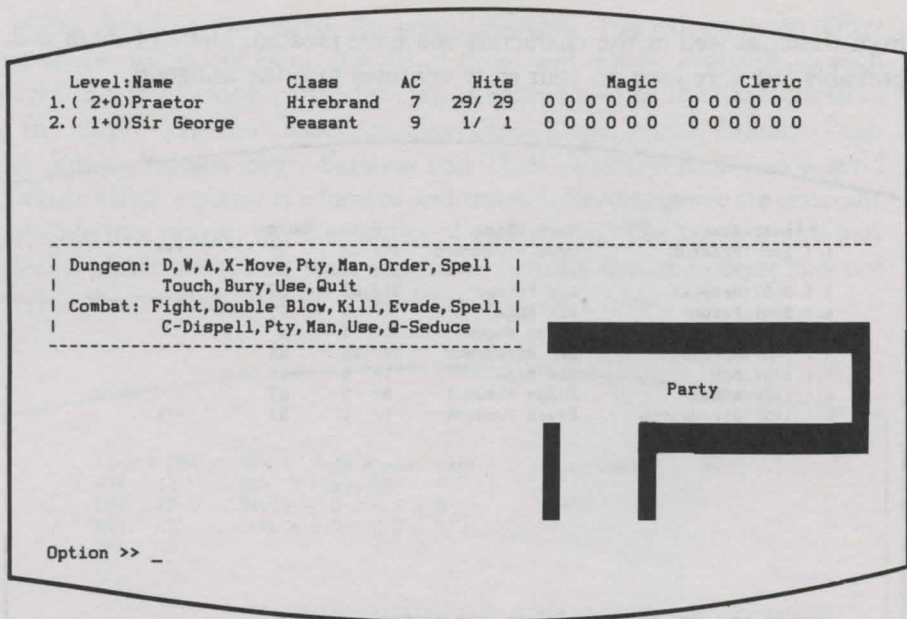 Level:Name Class AC Hits Magic Cleric
1.( 2+0)Praetor Hirebrand 7 29/ 29 0 0 0 0 0 0 0 0 0 0 0 0
2.( 1+0)Sir George Peasant 9 1/ 1 0 0 0 0 0 0 0 0 0 0 0 0
Dungeon: D,W,A,X-Move,Pty,Man,Order,Spell
Touch,Bury,Use,Quit
Combat: Fight,Double Blow,Kill,Evade,Spell
C-Dispell,Pty,Man,Use,Q-Seduce
Party
Option >> _